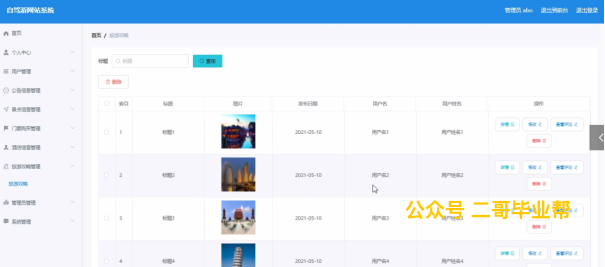 自驾游网站系统
管理员 abc 退出到前台 退出登录
首页
个人中心
用户管理
公告信息管理
景点信息管理
门票购买管理
酒店信息管理
旅游攻略管理
旅游攻略
管理员管理
系统管理
首页 / 旅游攻略
标题 标题 查询
删除
索引 标题 图片 发布日期 用户名 用户姓名 操作
1 标题1 2021-05-10 用户名1 用户姓名1 详情 修改 查看评论 删除
2 标题2 2021-05-10 用户名2 用户姓名2 详情 修改 查看评论 删除
3 标题3 2021-05-10 用户名3 详情 修改 查看评论 删除
4 标题4 2021-05-10 用户名4 用户姓名4 详情 修改 查看评论
公众号 二哥毕业帮